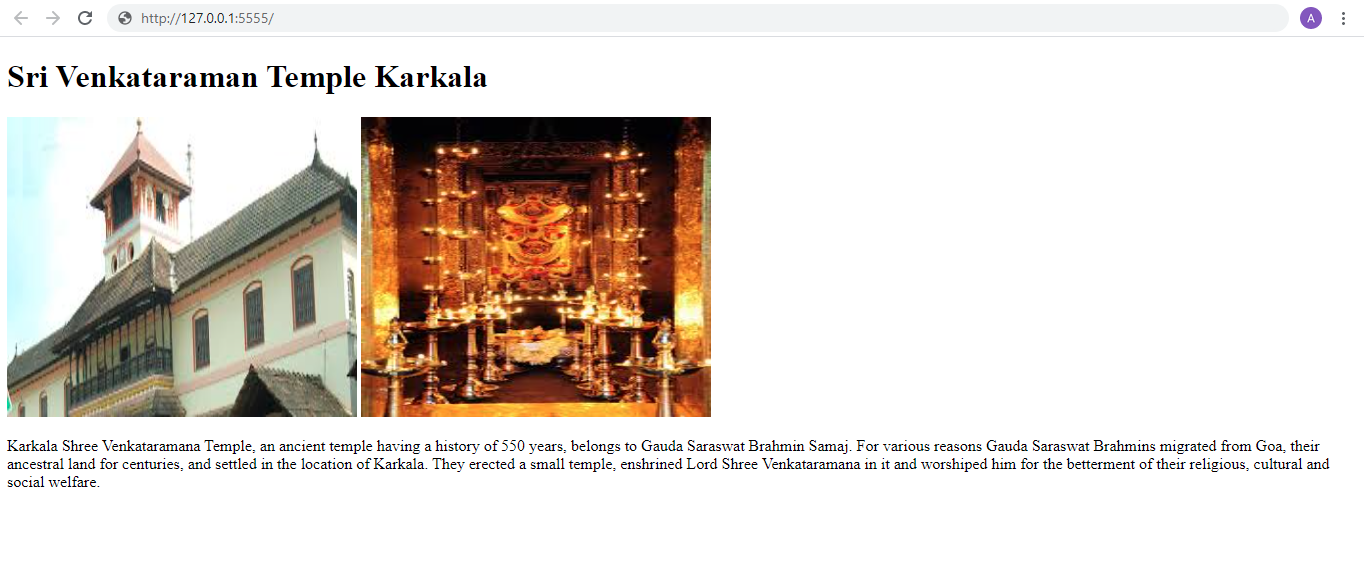 http://127.0.0.1:5555/
A
Sri Venkataraman Temple Karkala
Karkala Shree Venkataramana Temple, an ancient temple having a history of 550 years, belongs to Gauda Saraswat Brahmin Samaj. For various reasons Gauda Saraswat Brahmins migrated from Goa, their
ancestral land for centuries, and settled in the location of Karkala. They erected a small temple, enshrined Lord Shree Venkataramana in it and worshiped him for the betterment of their religious, cultural and
social welfare.